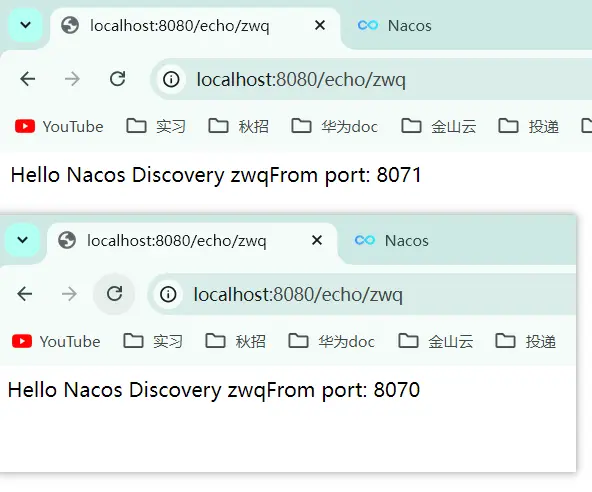 localhost:8080/echo/zwq Nacos
localhost:8080/echo/zwq
YouTube 实习 秋招 华为doc 金山云 投递
Hello Nacos Discovery zwqFrom port: 8071
localhost:8080/echo/zwq Nacos
localhost:8080/echo/zwq
YouTube 实习 秋招 华为doc 金山云 投递
Hello Nacos Discovery zwqFrom port: 8070